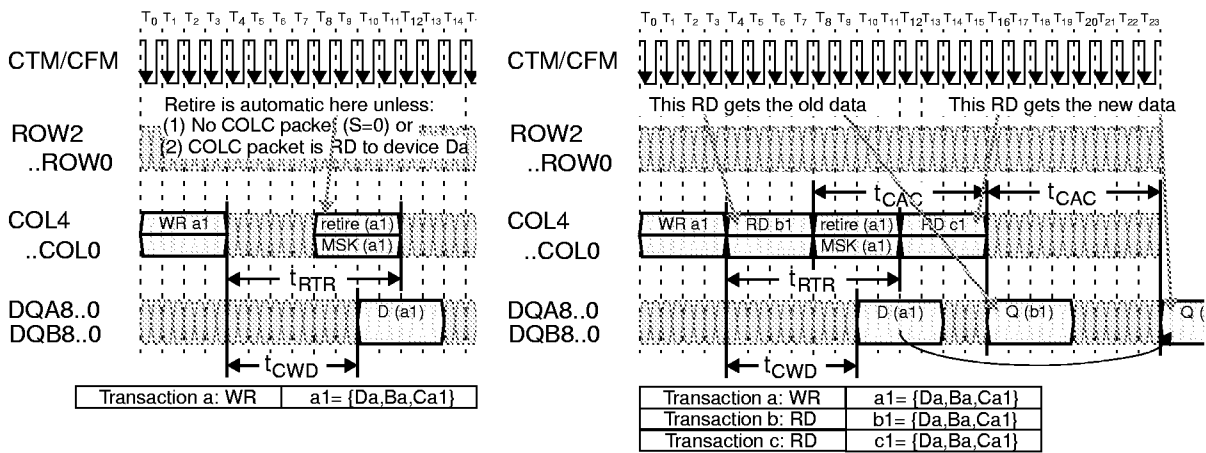 T0 T1 T2 T3 T4 T5 T6 T7 T8 T9 T10 T11 T12 T13 T14 T
CTM/CFM
Retire is automatic here unless:
(1) No COLC packet (S=0) or
(2) COLC packet is RD to device Da
ROW2
..ROW0
COL4
..COL0
WR a1
retire (a1)
MSK (a1)
tRTR
DQA8..0
DQB8..0
D (a1)
tCWD
Transaction a: WR a1= {Da,Ba,Ca1}
T0 T1 T2 T3 T4 T5 T6 T7 T8 T9 T10 T11 T12 T13 T14 T15 T16 T17 T18 T19 T20 T21 T22 T23
CTM/CFM
This RD gets the old data
This RD gets the new data
ROW2
..ROW0
tCAC
tCAC
COL4
..COL0
WR a1
RD b1
retire (a1)
RD c1
MSK (a1)
tRTR
DQA8..0
DQB8..0
D (a1)
Q (b1)
Q (
tCWD
Transaction a: WR a1= {Da,Ba,Ca1}
Transaction b: RD b1= {Da,Ba,Ca1}
Transaction c: RD c1= {Da,Ba,Ca1}